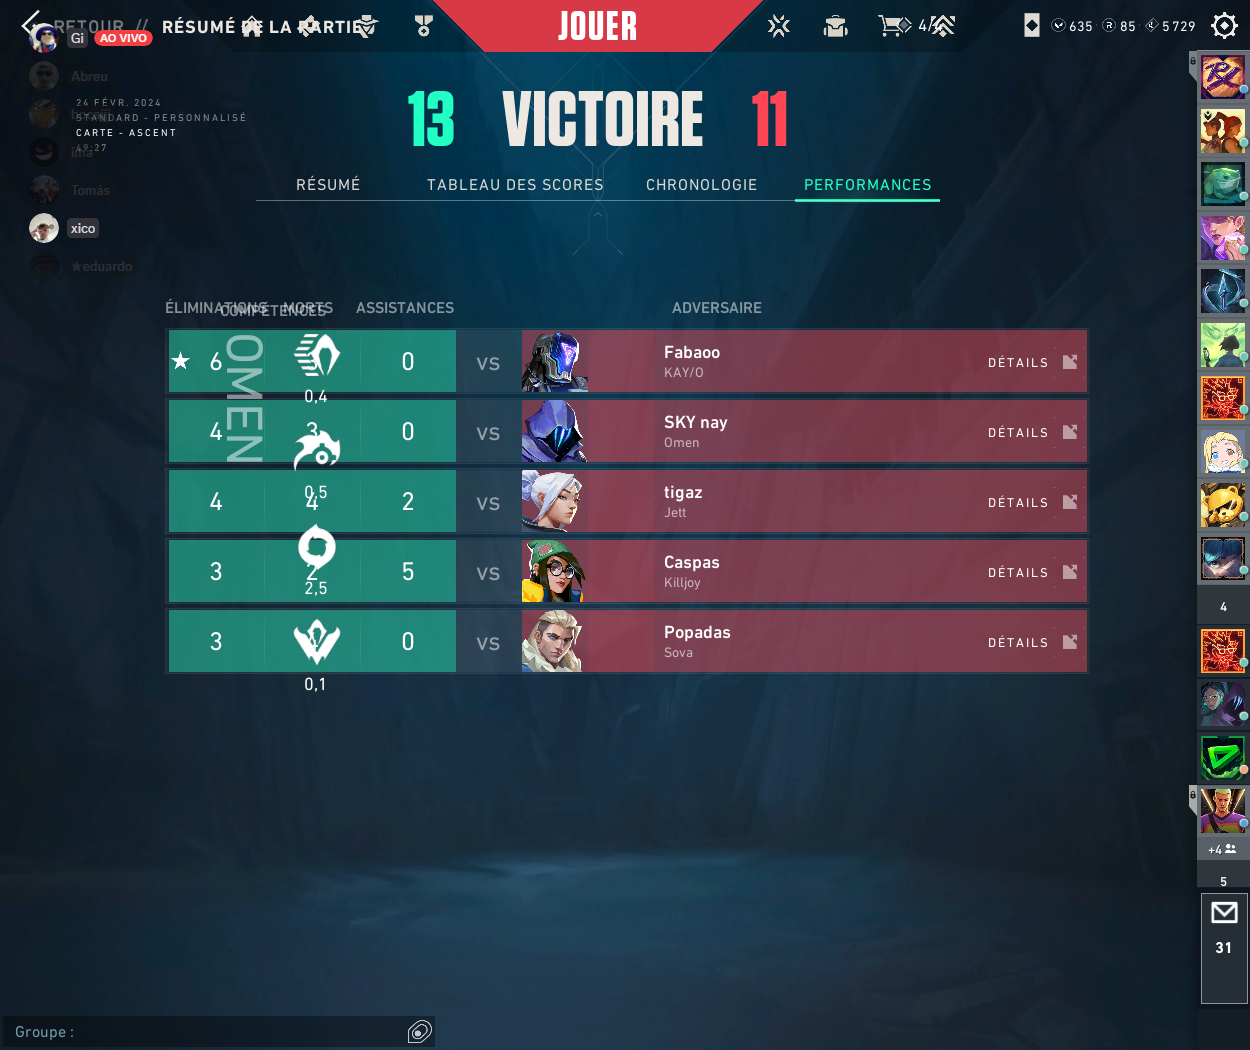 RETOUR // RÉSUMÉ DE LA PARTIE
JOUER
4/
635
85
5 729
Gi
AO VIVO
Abreu
24 FÉVR. 2024
STANDARD - PERSONNALISÉ
CARTE - ASCENT
49:27
Tomás
xico
★eduardo
13 VICTOIRE 11
RÉSUMÉ
TABLEAU DES SCORES
CHRONOLOGIE
PERFORMANCES
ÉLIMINATIONS MORTS ASSISTANCES ADVERSAIRE
COMPÉTENCES
OMEN
★ 6 0 VS Fabaoo DÉTAILS
KAY/O
0,4
4 3 0 VS SKY nay DÉTAILS
Omen
0,5
4 4 2 VS tigaz DÉTAILS
Jett
3 2 5 VS Caspas DÉTAILS
Killjoy
2,5
3 0 VS Popadas DÉTAILS
Sova
0,1
4
+4
5
31
Groupe :